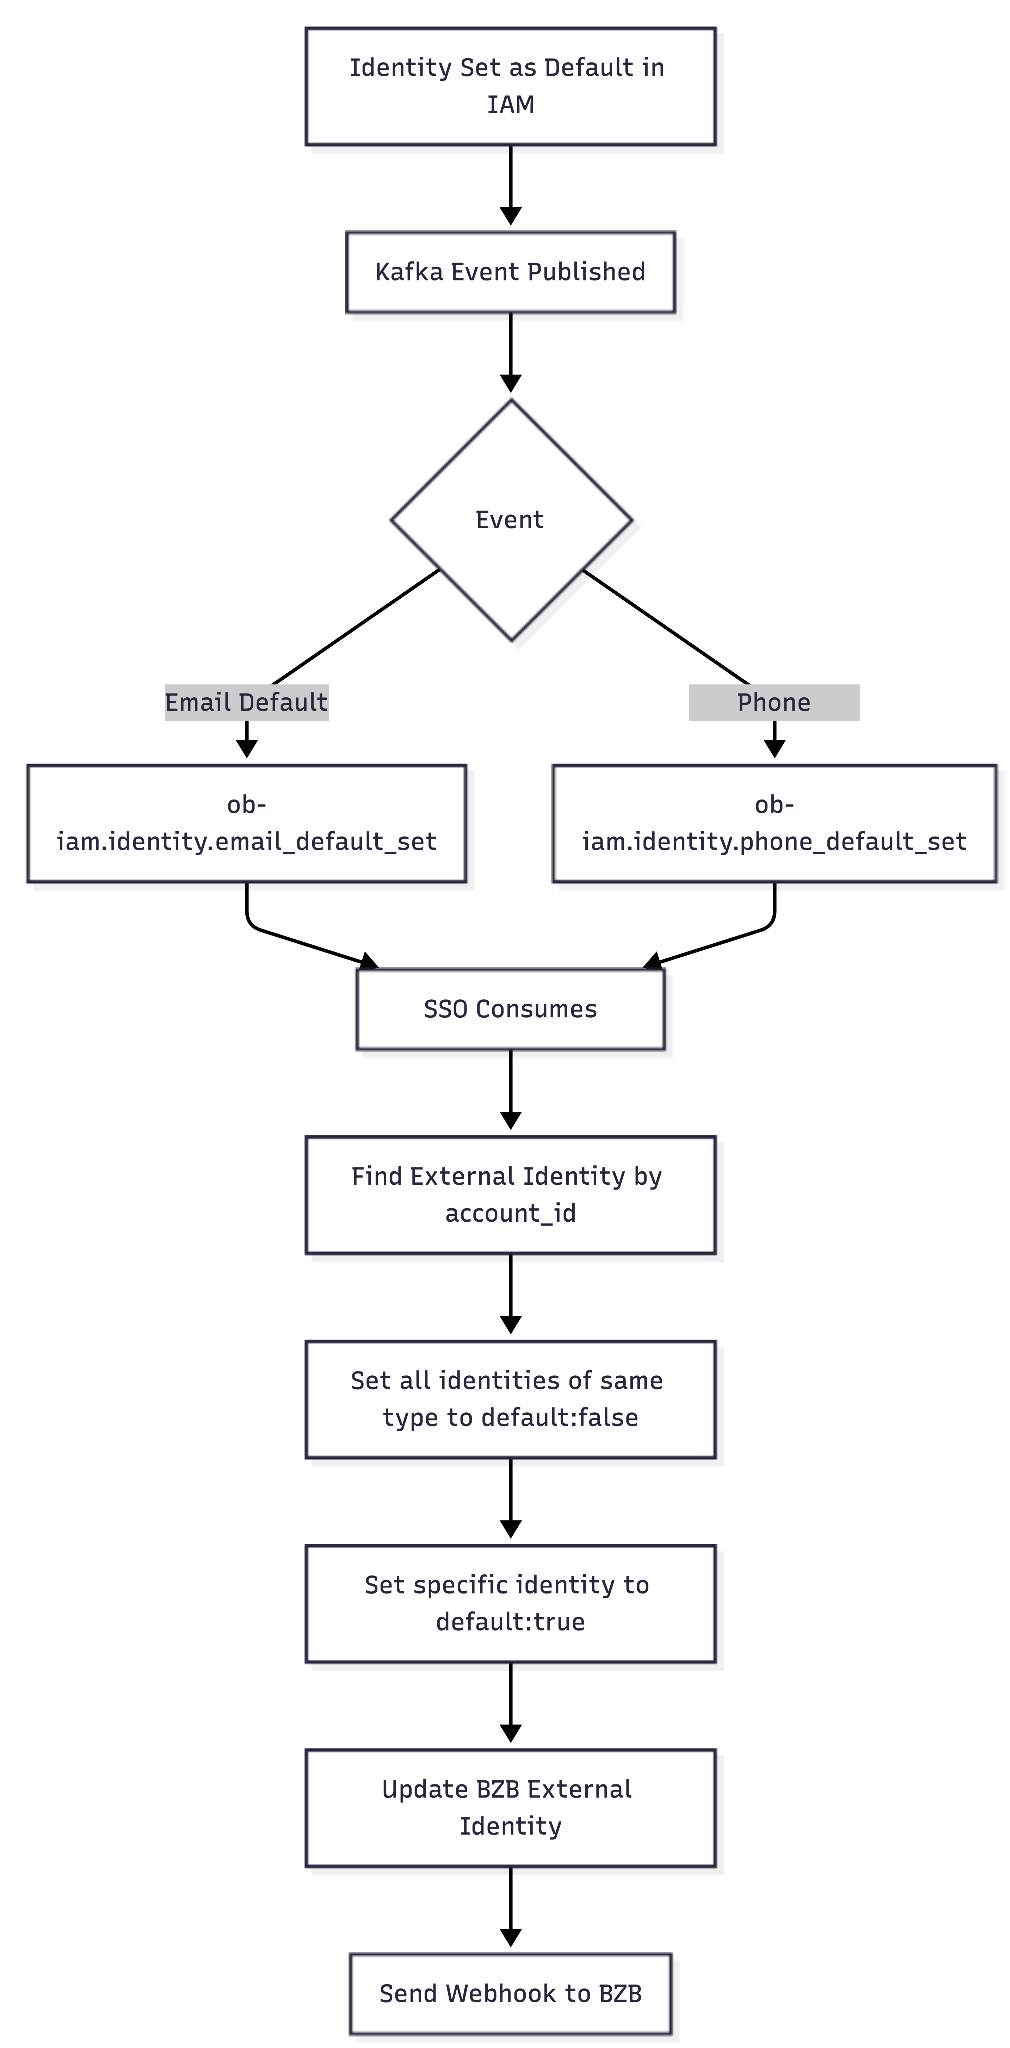 Identity Set as Default in
IAM
Kafka Event Published
Event
Email Default
Phone
ob-
iam.identity.email_default_set
ob-
iam.identity.phone_default_set
SSO Consumes
Find External Identity by
account_id
Set all identities of same
type to default:false
Set specific identity to
default:true
Update BZB External
Identity
Send Webhook to BZB